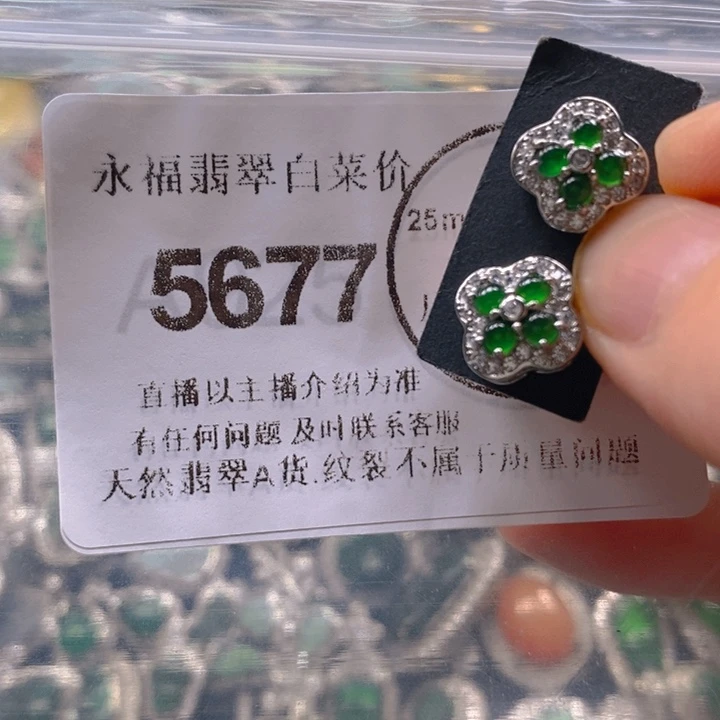 永福翡翠白菜价
25m
5677
直播以主播介绍为准
有任何问题 及时联系客服
天然翡翠A货.纹裂不属于质量问题